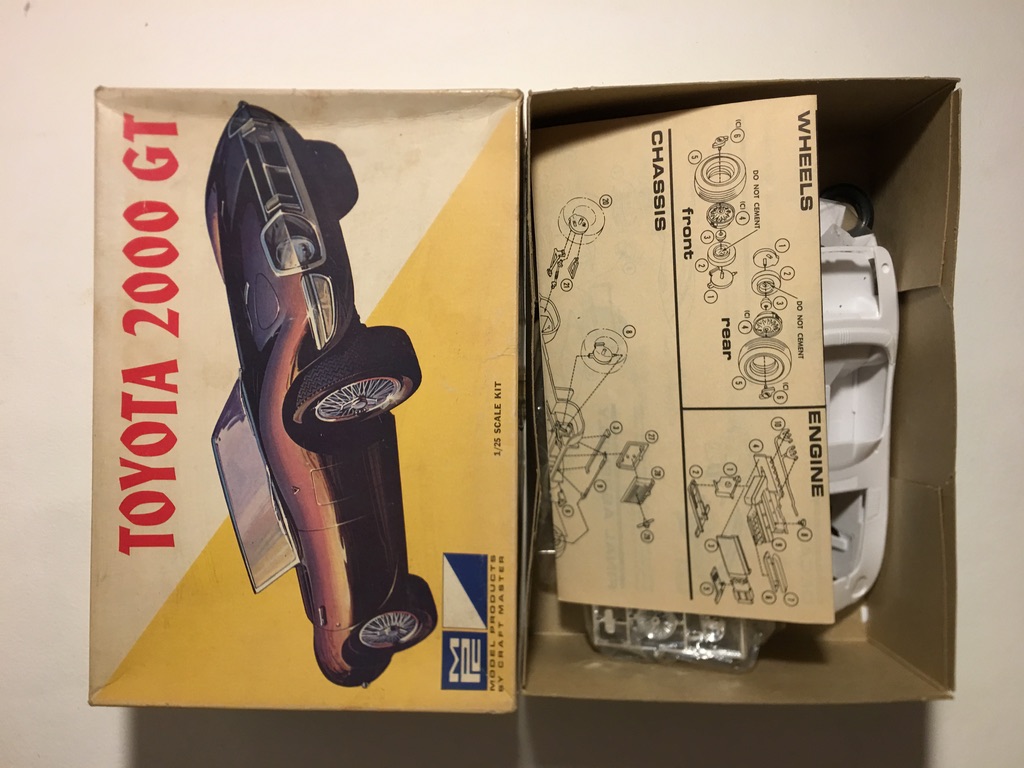 TOYOTA 2000 GT
1/25 SCALE KIT
MPC
MODEL PRODUCTS
BY CRAFT MASTER
WHEELS
DO NOT CEMENT
front
DO NOT CEMENT
rear
CHASSIS
ENGINE